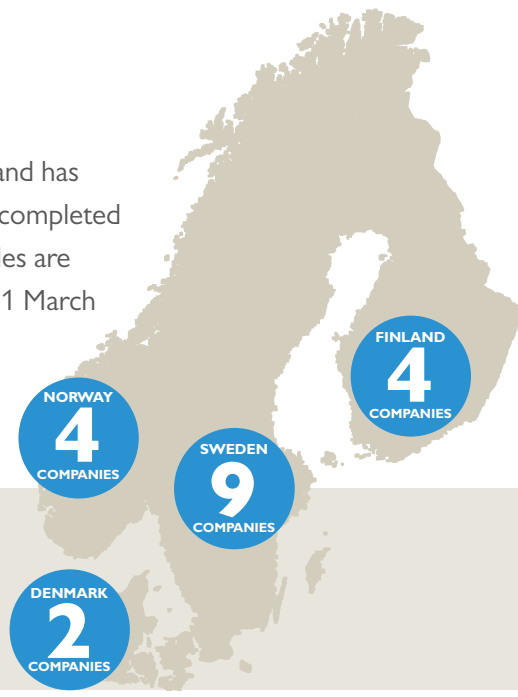 and has
completed
les are
1 March
FINLAND
4
COMPANIES
NORWAY
4
COMPANIES
SWEDEN
9
COMPANIES
DENMARK
2
COMPANIES